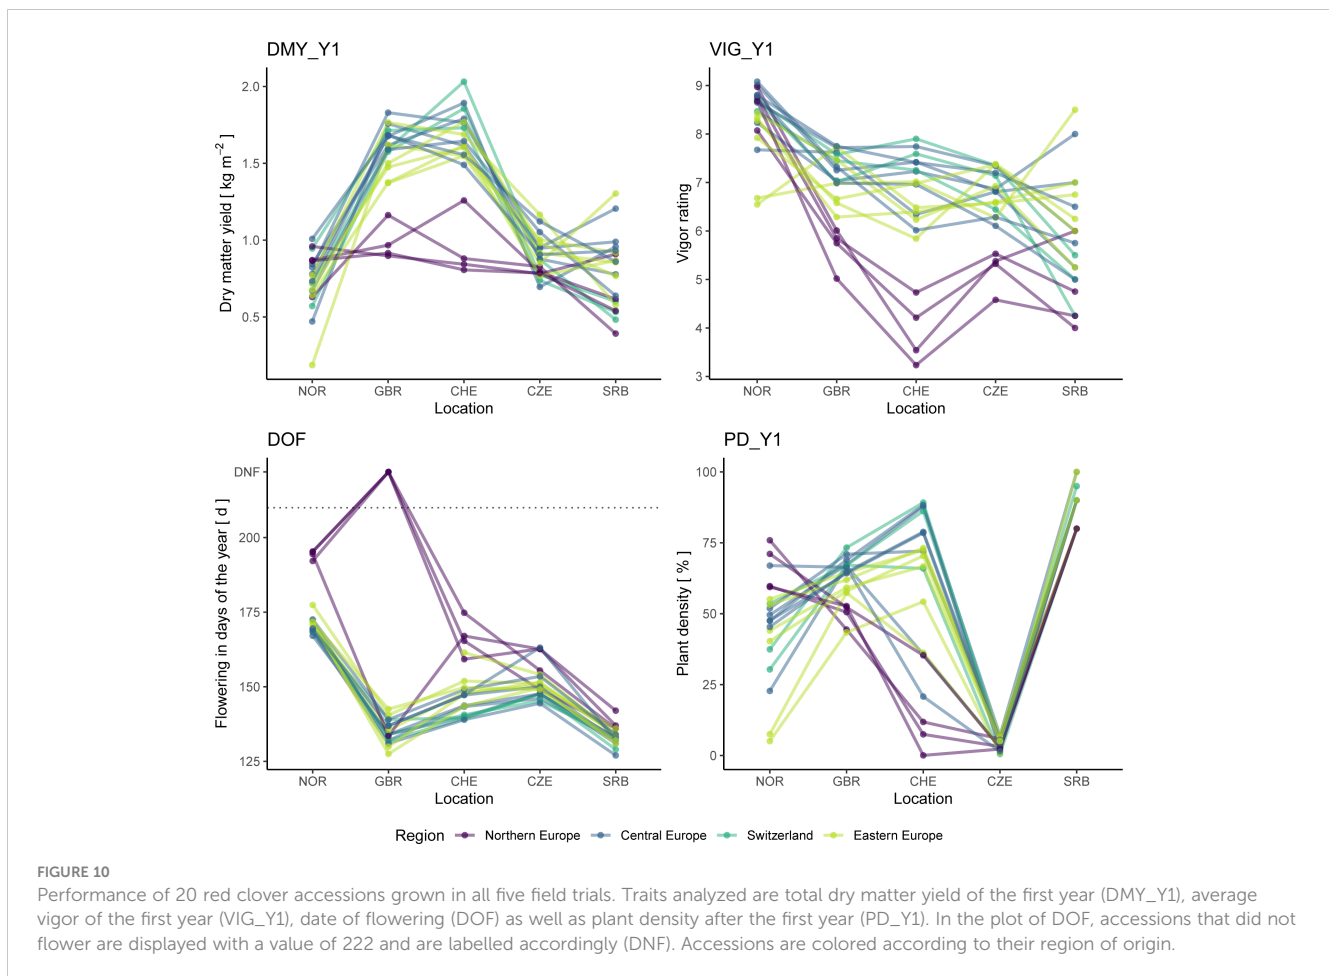 DMY_Y1
Dry matter yield [ kg m−2 ]
2.0
1.5
1.0
0.5
NOR GBR CHE CZE SRB
Location
VIG_Y1
Vigor rating
9
8
7
6
5
4
3
NOR GBR CHE CZE SRB
Location
DOF
Flowering in days of the year [ d ]
DNF
200
175
150
125
NOR GBR CHE CZE SRB
Location
PD_Y1
Plant density [ % ]
100
75
50
25
0
NOR GBR CHE CZE SRB
Location
Region Northern Europe Central Europe Switzerland Eastern Europe
FIGURE 10
Performance of 20 red clover accessions grown in all five field trials. Traits analyzed are total dry matter yield of the first year (DMY_Y1), average
vigor of the first year (VIG_Y1), date of flowering (DOF) as well as plant density after the first year (PD_Y1). In the plot of DOF, accessions that did not
flower are displayed with a value of 222 and are labelled accordingly (DNF). Accessions are colored according to their region of origin.